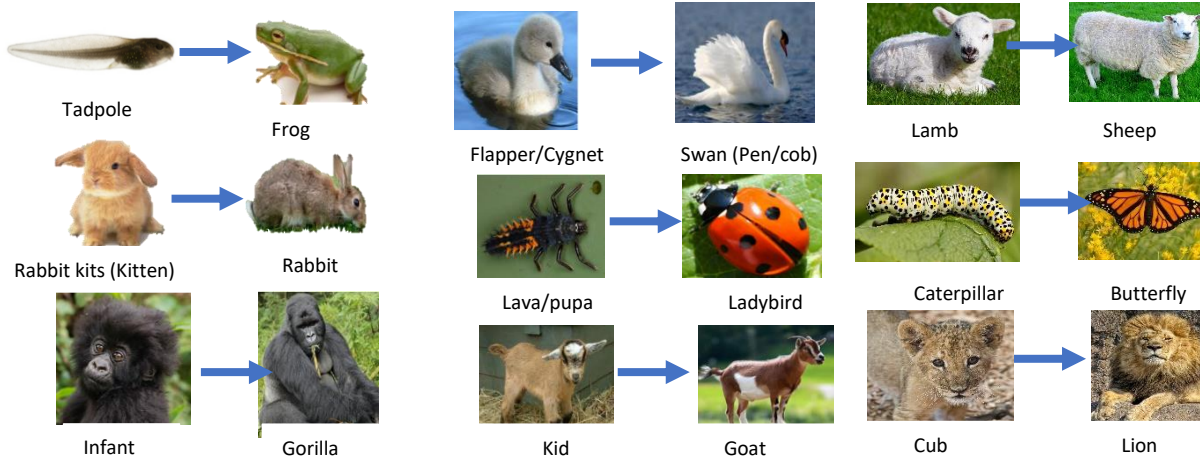 Tadpole
Frog
Flapper/Cygnet
Swan (Pen/cob)
Lamb
Sheep
Rabbit kits (Kitten)
Rabbit
Lava/pupa
Ladybird
Caterpillar
Butterfly
Infant
Gorilla
Kid
Goat
Cub
Lion